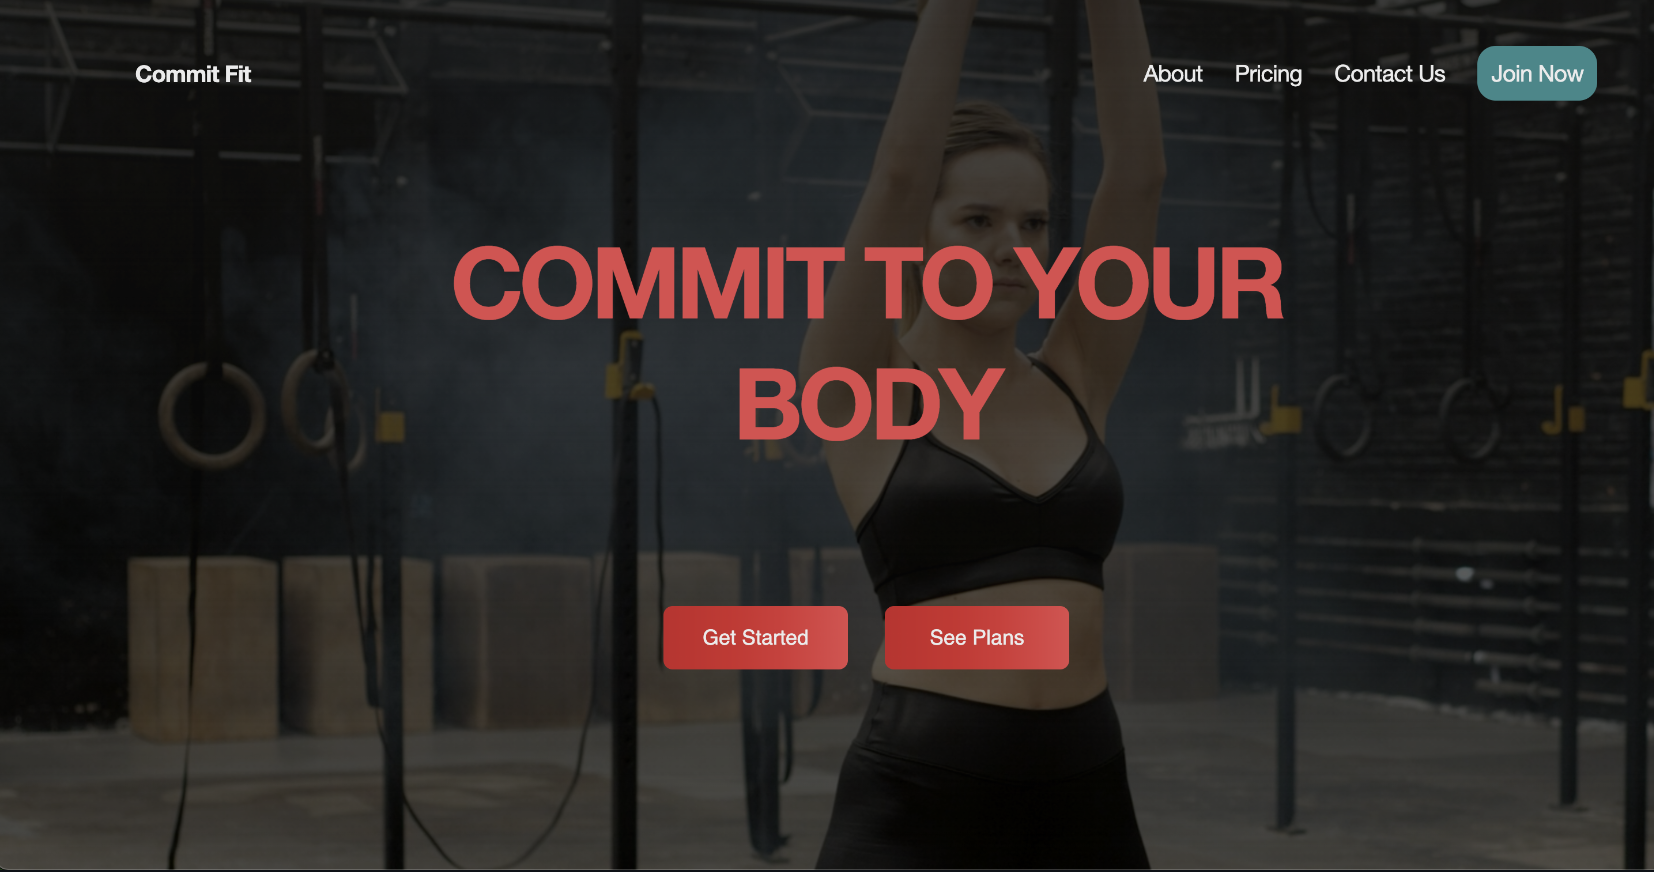 Commit Fit
About Pricing Contact Us Join Now
COMMIT TO YOUR
BODY
Get Started See Plans